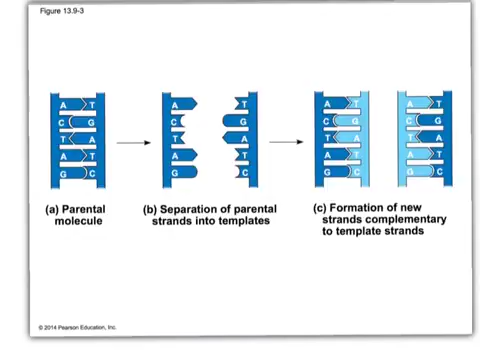 Figure 13.9-3
A T A T A T A T
C G C G C G C G
T A T A T A T A
A T A T A T A T
G C G C G C G C
(a) Parental
molecule
(b) Separation of parental
strands into templates
(c) Formation of new
strands complementary
to template strands
© 2014 Pearson Education, Inc.